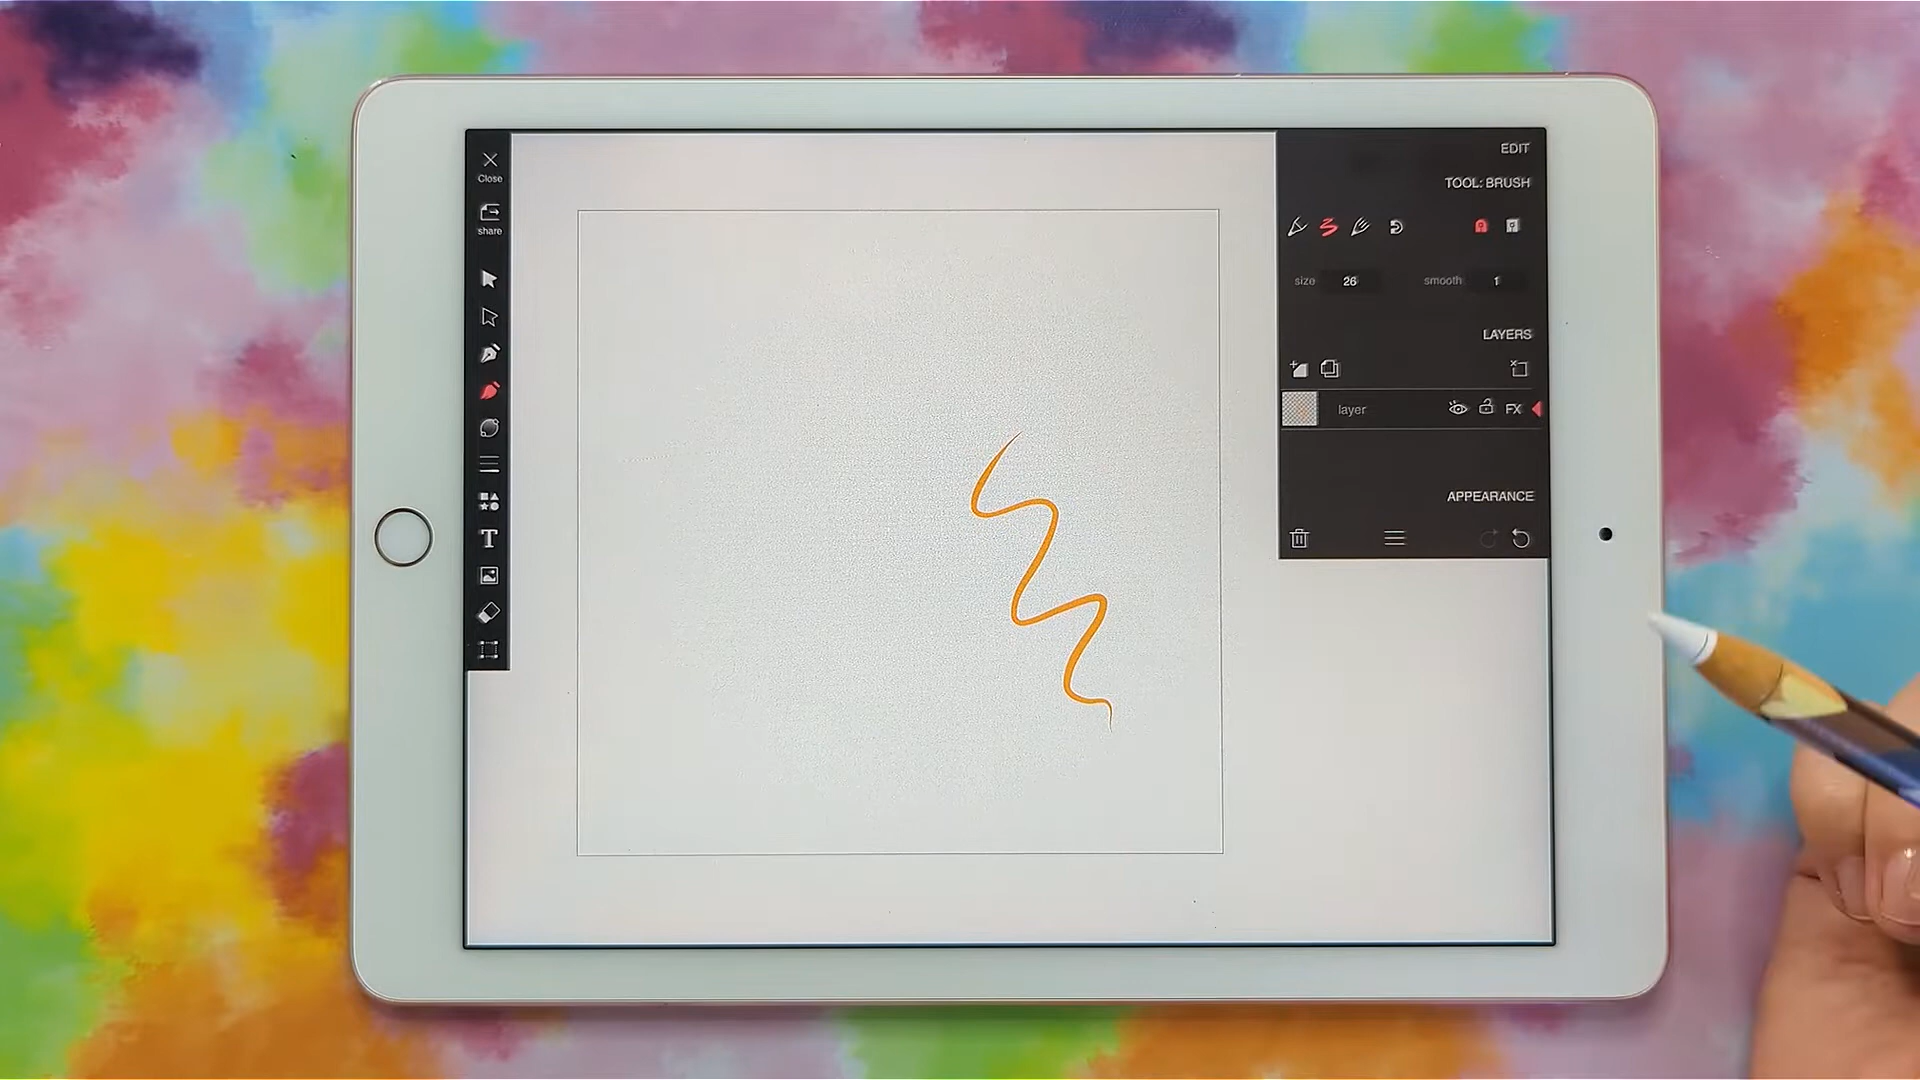 Close
share
T
EDIT
TOOL: BRUSH
size 26 smooth 1
LAYERS
layer FX
APPEARANCE